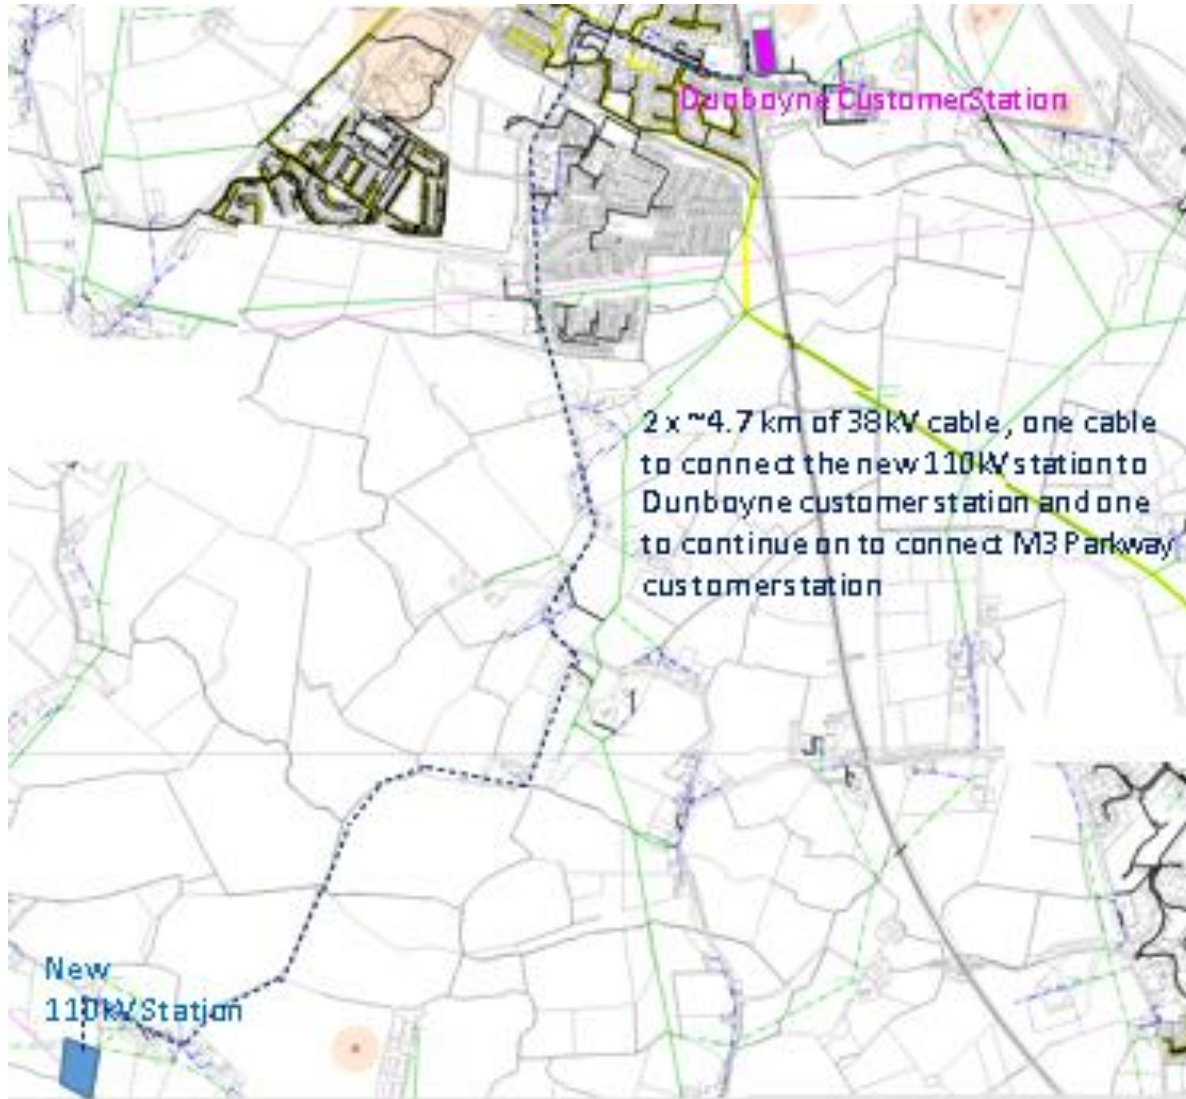 Dunboyne Customer Station
2 x ~4.7 km of 38kV cable, one cable
to connect the new 110kV station to
Dunboyne customer station and one
to continue on to connect M3 Parkway
customer station
New
110kV Station